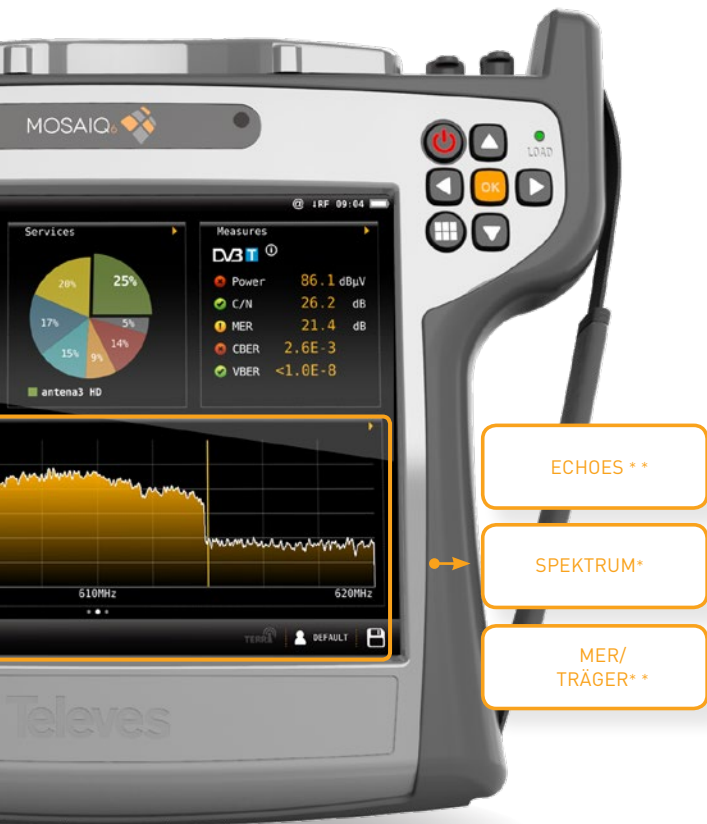 MOSAIQ6
LOAD
OK
@ ↓RF 09:04
Services
20%
25%
17%
5%
14%
15%
9%
antena3 HD
Measures
DVB T
Power 86.1 dBµV
C/N 26.2 dB
MER 21.4 dB
CBER 2.6E-3
VBER <1.0E-8
610MHz
620MHz
TERR
DEFAULT
Televes
ECHOES * *
SPEKTRUM*
MER/
TRÄGER* *